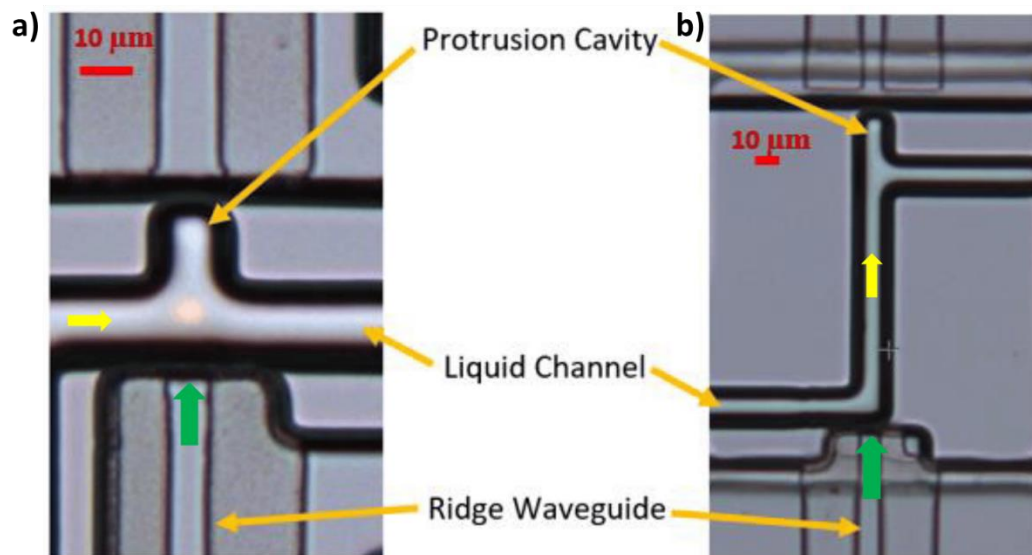 a)
10 μm
Protrusion Cavity
b)
10 μm
Liquid Channel
Ridge Waveguide